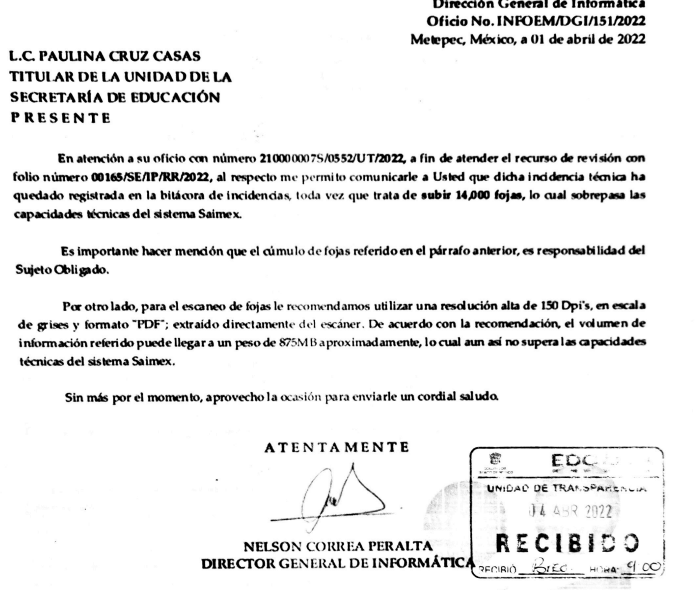 Dirección General de Informática
Oficio No. INFOEM/DGI/151/2022
Metepec, México, a 01 de abril de 2022
L.C. PAULINA CRUZ CASAS
TITULAR DE LA UNIDAD DE LA
SECRETARÍA DE EDUCACIÓN
P R E S E N T E
En atención a su oficio con número 210000007S/0552/UT/2022, a fin de atender el recurso de revisión con
folio número 00165/SE/IP/RR/2022, al respecto me permito comunicarle a Usted que dicha incidencia técnica ha
quedado registrada en la bitácora de incidencias, toda vez que trata de subir 14,000 fojas, lo cual sobrepasa las
capacidades técnicas del sistema Saimex.
Es importante hacer mención que el cúmulo de fojas referido en el párrafo anterior, es responsabilidad del
Sujeto Obligado.
Por otro lado, para el escaneo de fojas le recomendamos utilizar una resolución alta de 150 Dpi's, en escala
de grises y formato "PDF"; extraído directamente del escáner. De acuerdo con la recomendación, el volumen de
información referido puede llegar a un peso de 875MB aproximadamente, lo cual aun así no supera las capacidades
técnicas del sistema Saimex.
Sin más por el momento, aprovecho la ocasión para enviarle un cordial saludo.
A T E N T A M E N T E
NELSON CORREA PERALTA
DIRECTOR GENERAL DE INFORMÁTICA
UNIDAD DE TRANSPARENCIA
04 ABR 2022
RECIBIDO
RECIBIÓ HORA: 9 00